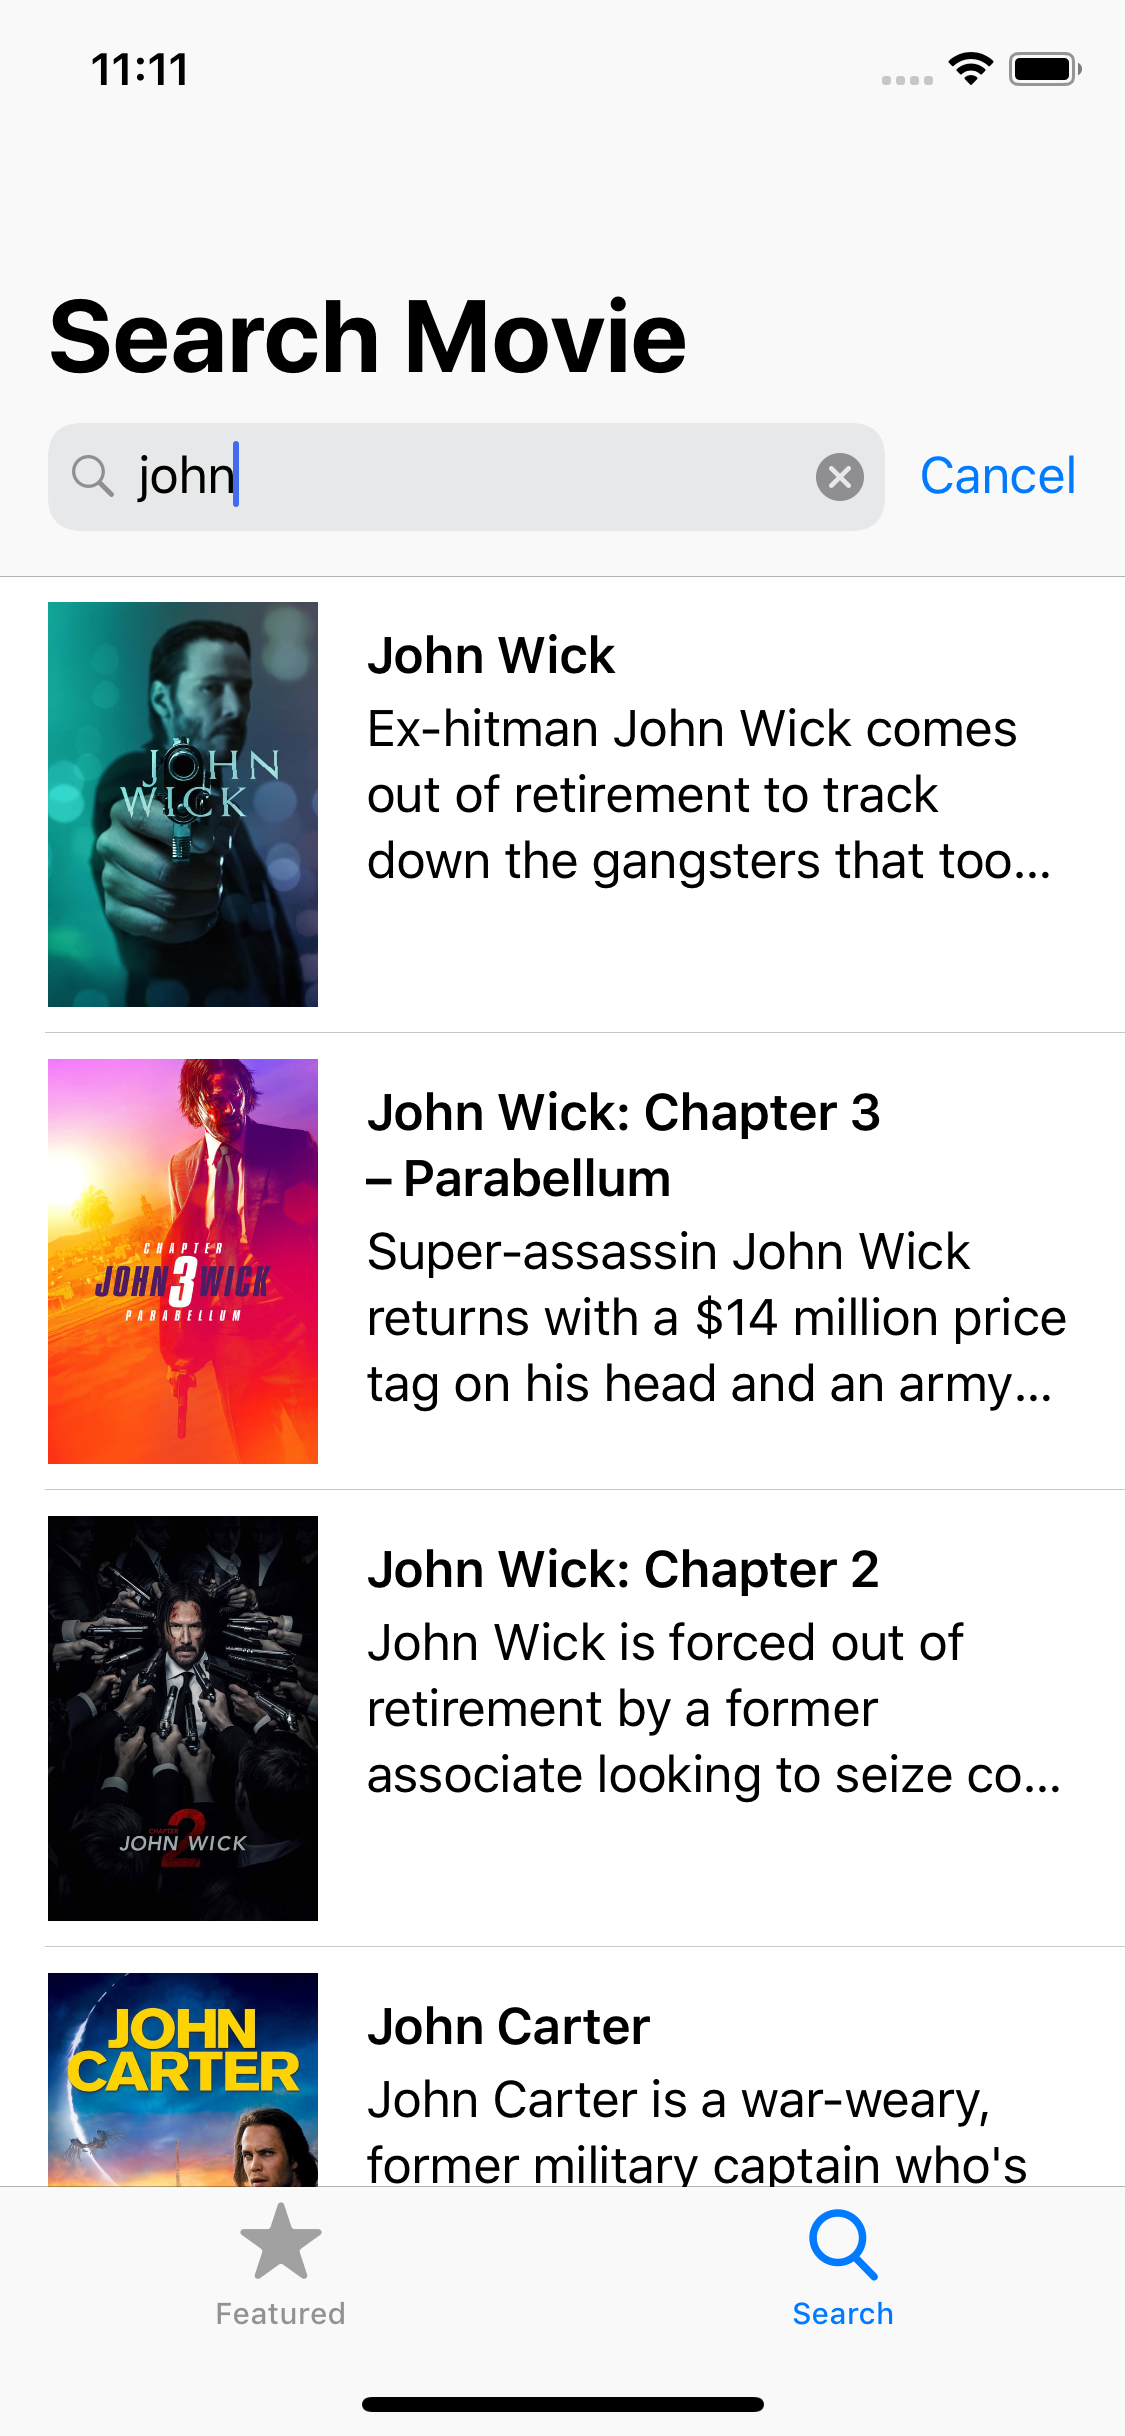 11:11
Search Movie
john
Cancel
JOHN
WICK
John Wick
Ex-hitman John Wick comes
out of retirement to track
down the gangsters that too...
CHAPTER
JOHN 3 WICK
PARABELLUM
John Wick: Chapter 3
– Parabellum
Super-assassin John Wick
returns with a $14 million price
tag on his head and an army...
CHAPTER
2
JOHN WICK
John Wick: Chapter 2
John Wick is forced out of
retirement by a former
associate looking to seize co...
JOHN
CARTER
John Carter
John Carter is a war-weary,
former military captain who's
Featured
Search